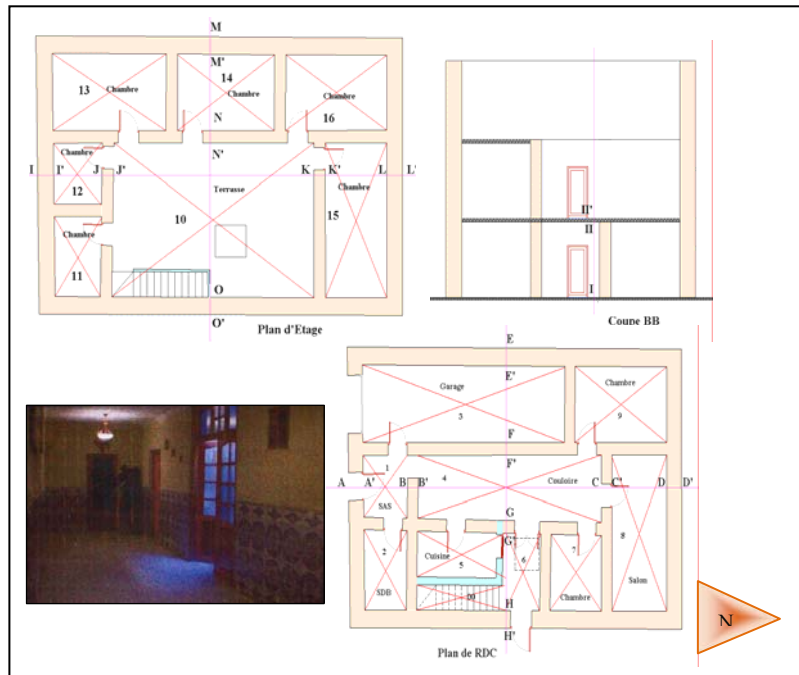 M
M'
13
Chambre
14
Chambre
Chambre
16
N
N'
Chambre
I
I'
J
J'
K
K'
L
L'
12
Terrasse
Chambre
10
15
Chambre
11
O
O'
Plan d'Etage
II'
II
I
Coupe BB
E
E'
Garage
3
Chambre
9
F
F'
1
4
Couloire
A
A'
B
B'
C
C'
D
D'
SAS
G
G'
2
Cuisine
5
6
7
8
SDB
Chambre
Salon
H
H'
Plan de RDC
N